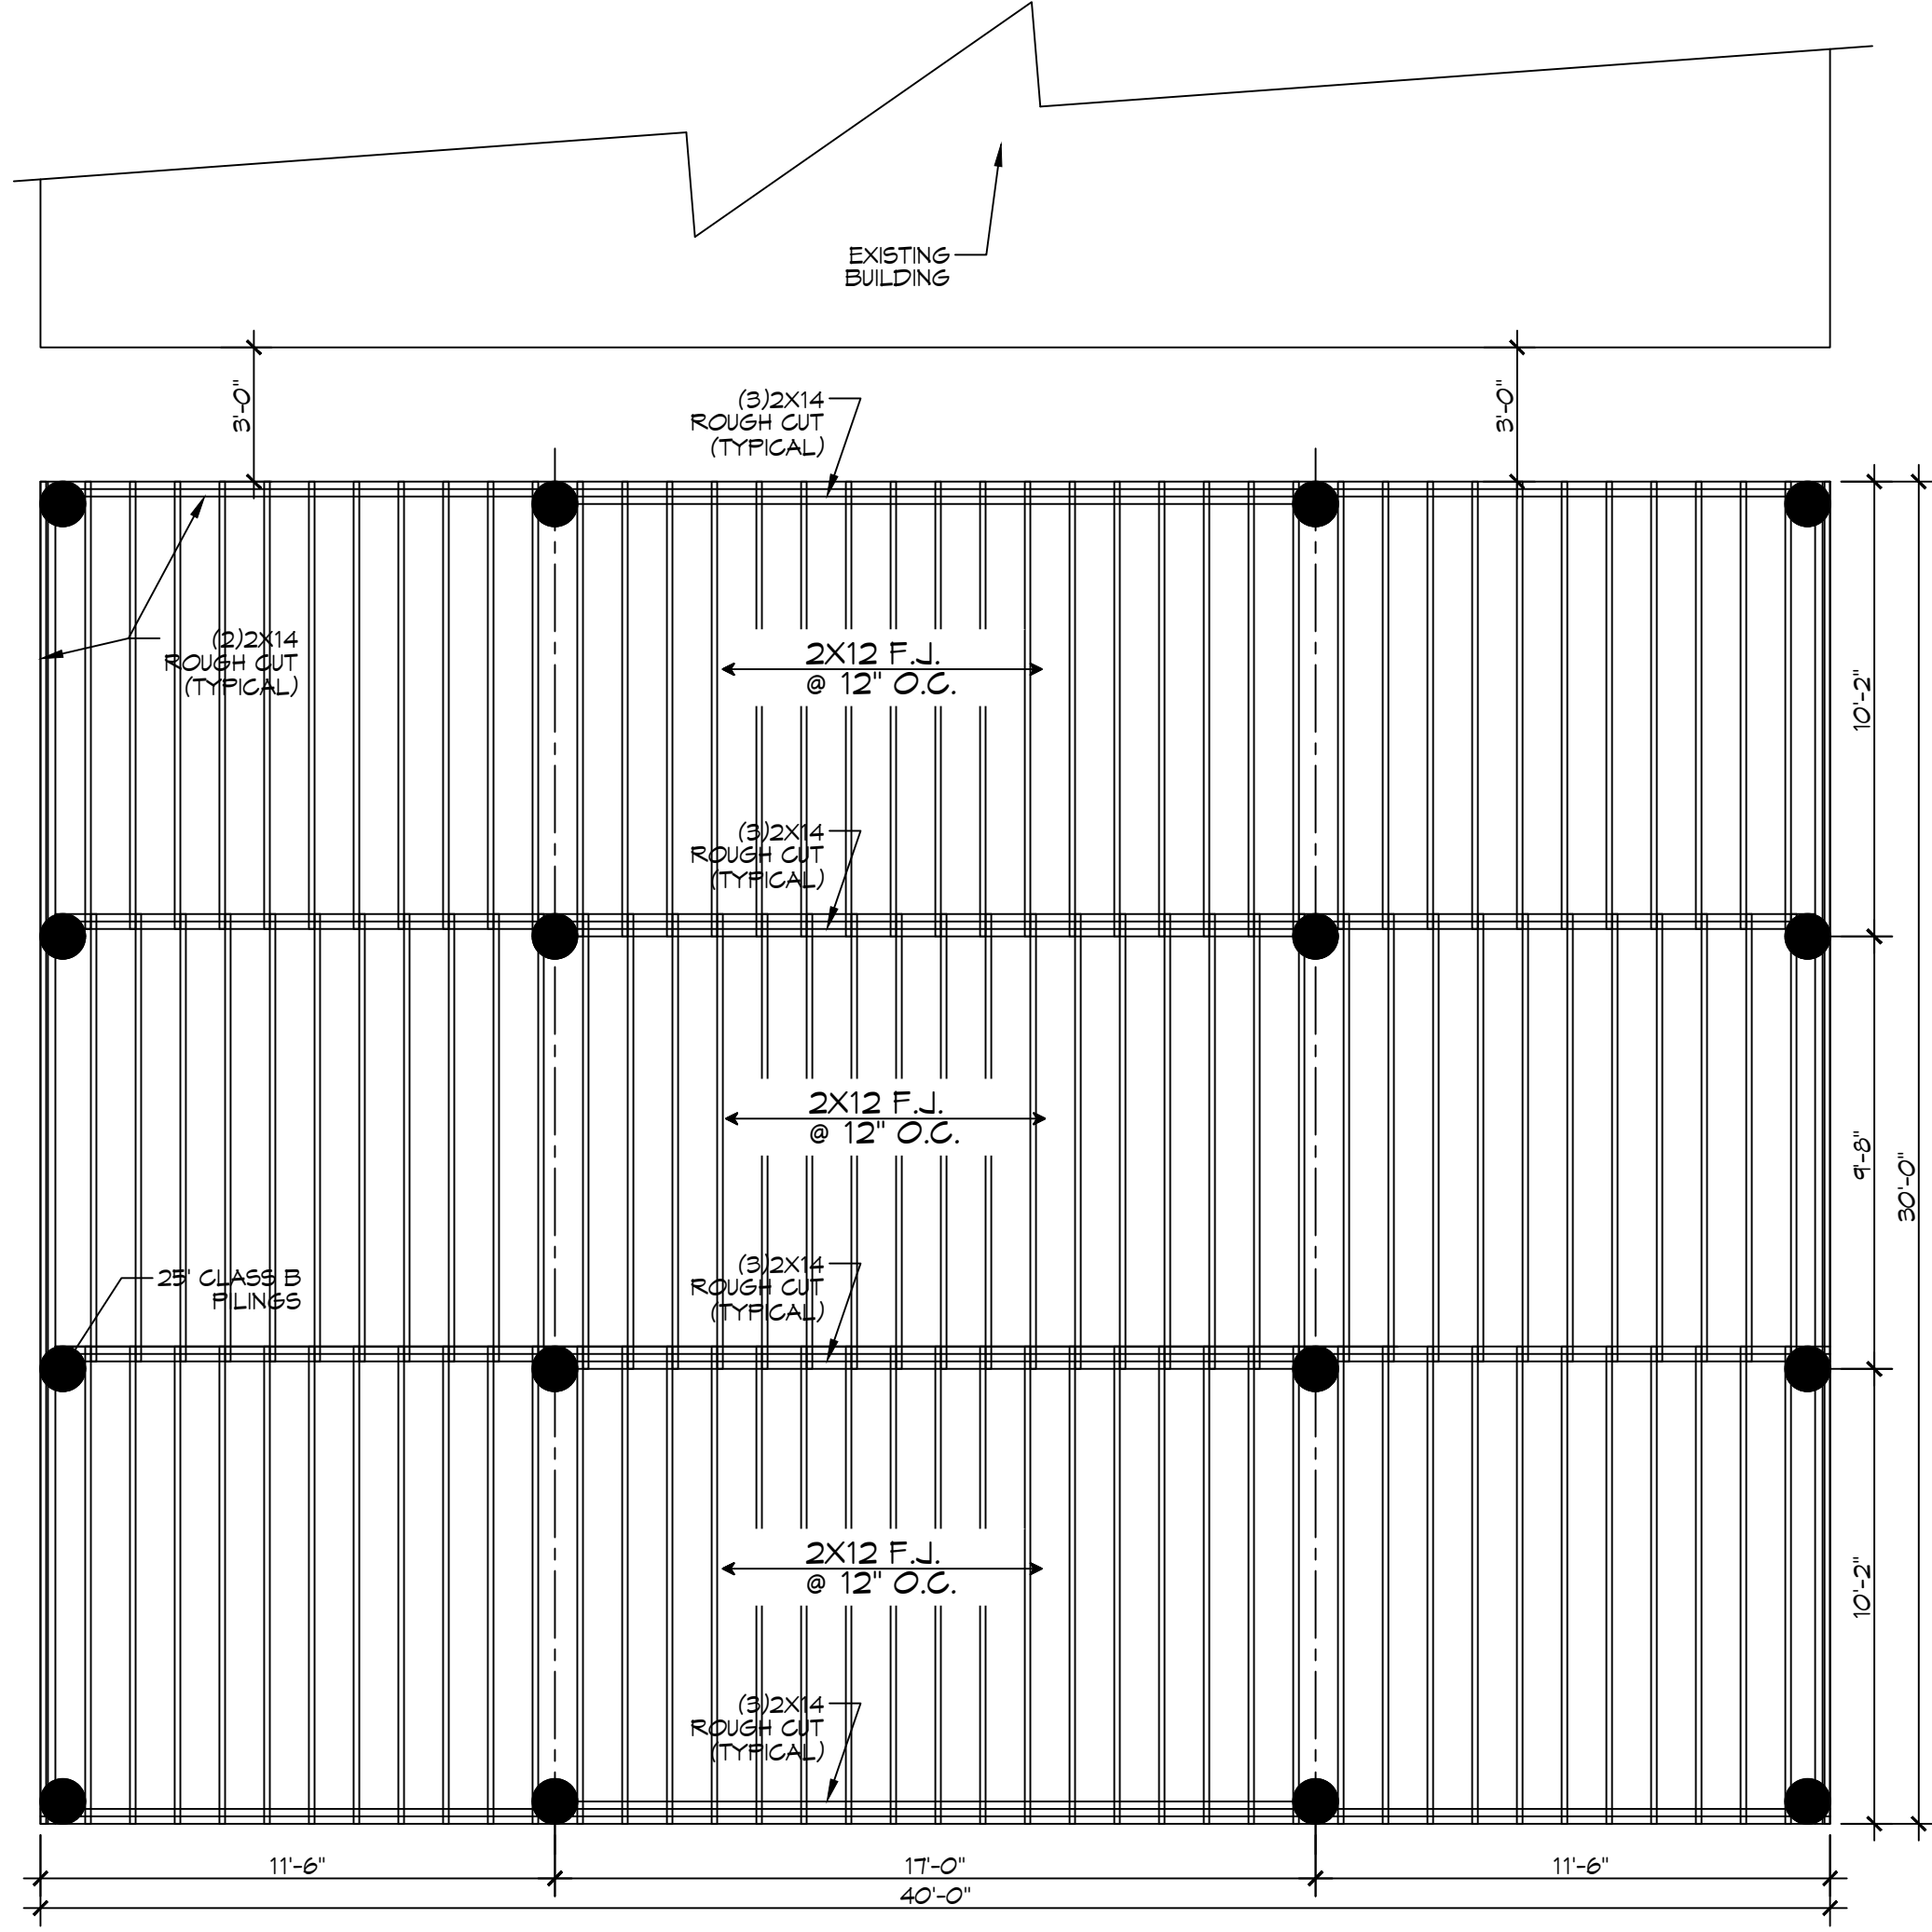 EXISTING
BUILDING
3'-0"
3'-0"
(3)2X14
ROUGH CUT
(TYPICAL)
(2)2X14
ROUGH CUT
(TYPICAL)
2X12 F.J.
@ 12" O.C.
10'-2"
(3)2X14
ROUGH CUT
(TYPICAL)
2X12 F.J.
@ 12" O.C.
9'-8"
30'-0"
25' CLASS B
PILINGS
(3)2X14
ROUGH CUT
(TYPICAL)
2X12 F.J.
@ 12" O.C.
10'-2"
(3)2X14
ROUGH CUT
(TYPICAL)
11'-6"
17'-0"
11'-6"
40'-0"